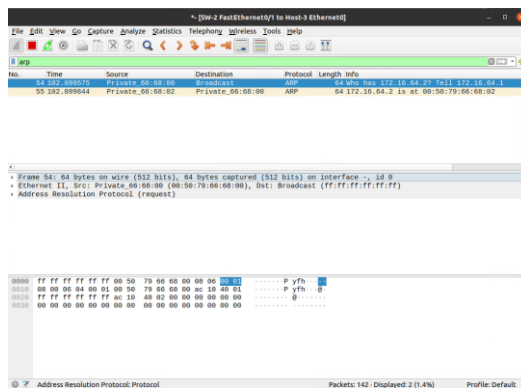 *- [SW-2 FastEthernet0/1 to Host-3 Ethernet0]
File Edit View Go Capture Analyze Statistics Telephony Wireless Tools Help
arp
No. Time Source Destination Protocol Length Info
54 102.099575 Private_66:68:00 Broadcast ARP 64 Who has 172.16.64.2? Tell 172.16.64.1
55 102.099844 Private_66:68:02 Private_66:68:00 ARP 64 172.16.64.2 is at 00:50:79:66:68:02
Frame 54: 64 bytes on wire (512 bits), 64 bytes captured (512 bits) on interface -, id 0
Ethernet II, Src: Private_66:68:00 (00:50:79:66:68:00), Dst: Broadcast (ff:ff:ff:ff:ff:ff)
Address Resolution Protocol (request)
0000 ff ff ff ff ff ff 00 50 79 66 68 00 08 06 00 01 ·······P yfh·····
0010 08 00 06 04 00 01 00 50 79 66 68 00 ac 10 40 01 ·······P yfh···@·
0020 ff ff ff ff ff ff ac 10 40 02 00 00 00 00 00 00 ········ @·······
0030 00 00 00 00 00 00 00 00 00 00 00 00 00 00 00 00 ········ ········
Address Resolution Protocol: Protocol Packets: 142 · Displayed: 2 (1.4%) Profile: Default